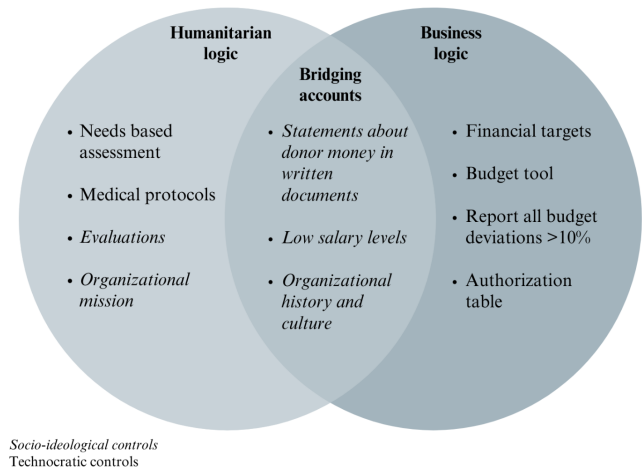 Humanitarian
logic
• Needs based
assessment
• Medical protocols
• Evaluations
• Organizational
mission
Bridging
accounts
• Statements about
donor money in
written
documents
• Low salary levels
• Organizational
history and
culture
Business
logic
• Financial targets
• Budget tool
• Report all budget
deviations >10%
• Authorization
table
Socio-ideological controls
Technocratic controls